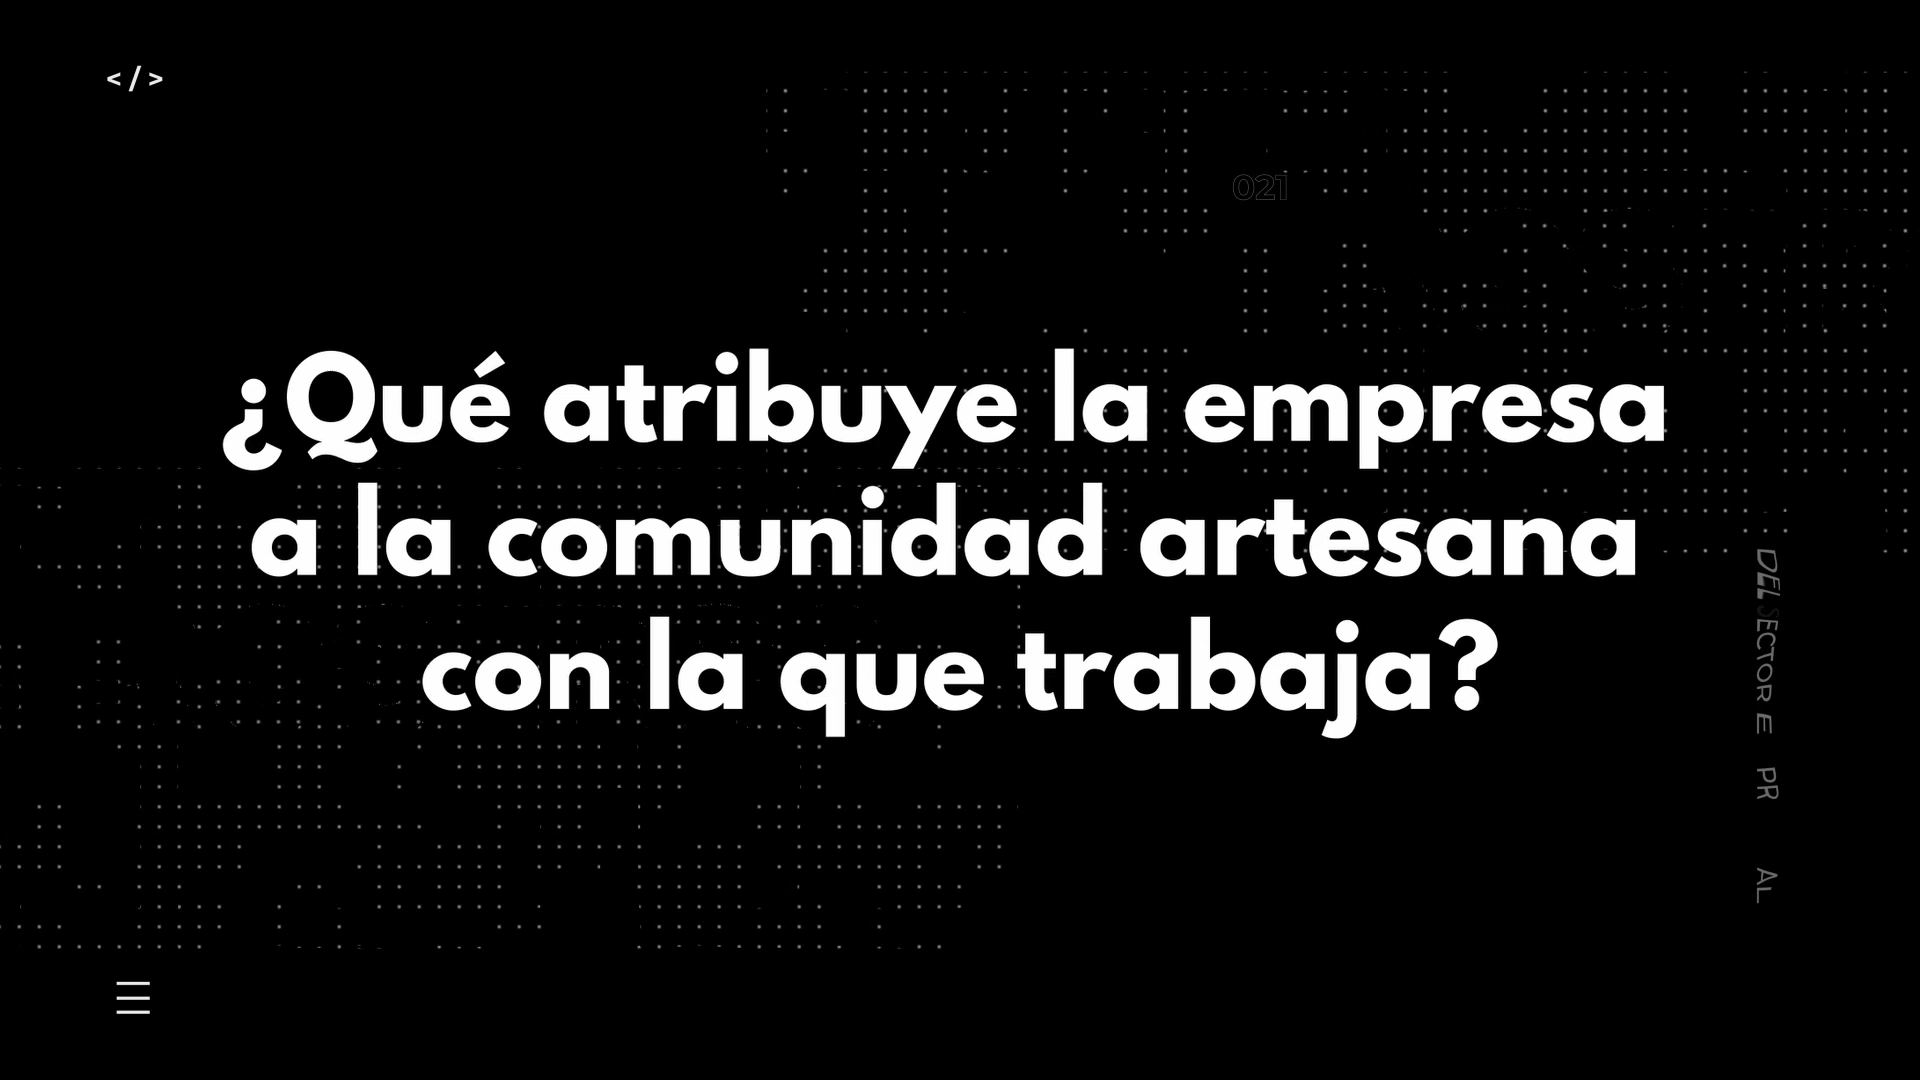 </>
021
¿Qué atribuye la empresa
a la comunidad artesana
con la que trabaja?
DEL SECTOR E PR AL